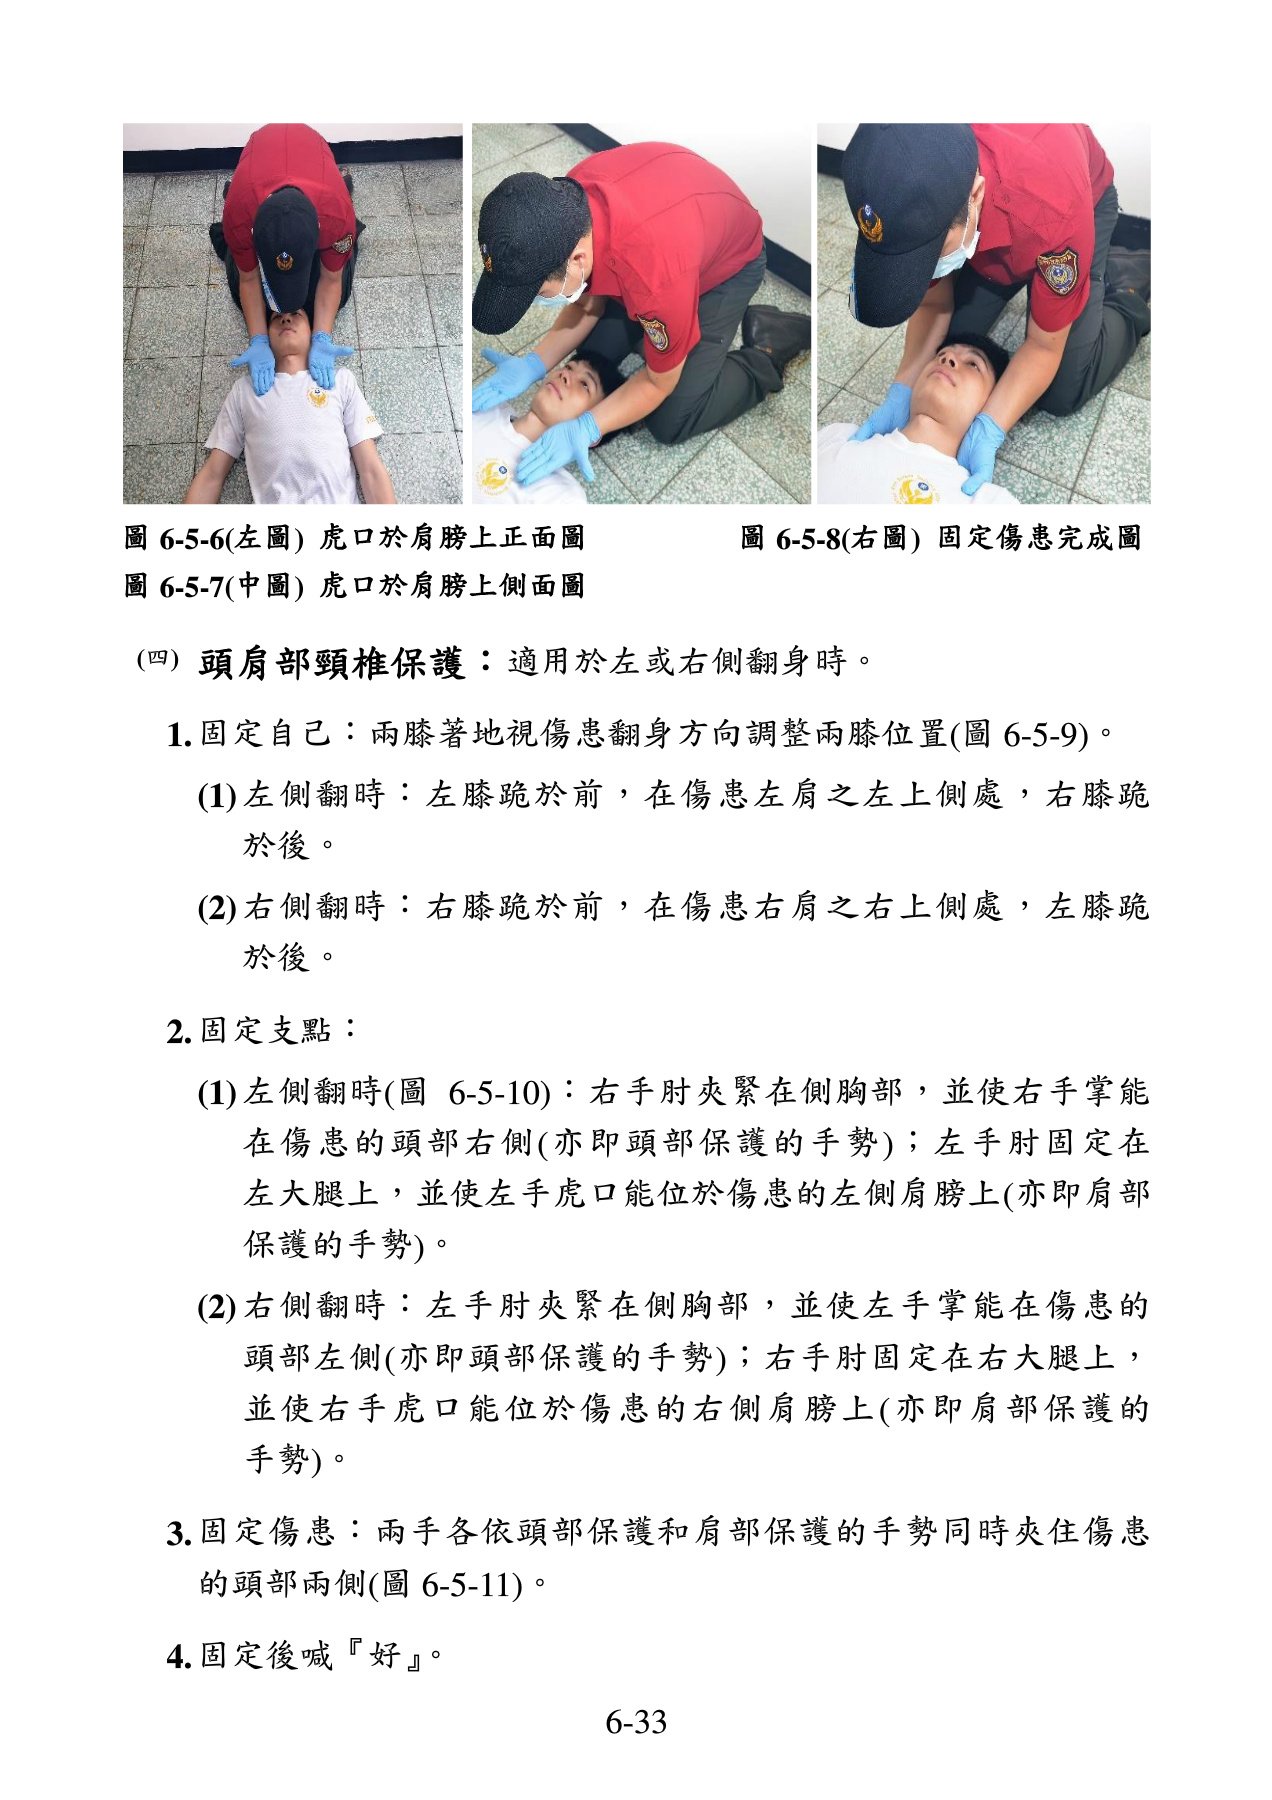 圖 6-5-6(左圖) 虎口於肩膀上正面圖
圖 6-5-8(右圖) 固定傷患完成圖
圖 6-5-7(中圖) 虎口於肩膀上側面圖
(四) 頭肩部頸椎保護：適用於左或右側翻身時。
1. 固定自己：兩膝著地視傷患翻身方向調整兩膝位置(圖 6-5-9)。
(1) 左側翻時：左膝跪於前，在傷患左肩之左上側處，右膝跪
於後。
(2) 右側翻時：右膝跪於前，在傷患右肩之右上側處，左膝跪
於後。
2. 固定支點：
(1) 左側翻時(圖 6-5-10)：右手肘夾緊在側胸部，並使右手掌能
在傷患的頭部右側(亦即頭部保護的手勢)；左手肘固定在
左大腿上，並使左手虎口能位於傷患的左側肩膀上(亦即肩部
保護的手勢)。
(2) 右側翻時：左手肘夾緊在側胸部，並使左手掌能在傷患的
頭部左側(亦即頭部保護的手勢)；右手肘固定在右大腿上，
並使右手虎口能位於傷患的右側肩膀上(亦即肩部保護的
手勢)。
3. 固定傷患：兩手各依頭部保護和肩部保護的手勢同時夾住傷患
的頭部兩側(圖 6-5-11)。
4. 固定後喊『好』。
6-33